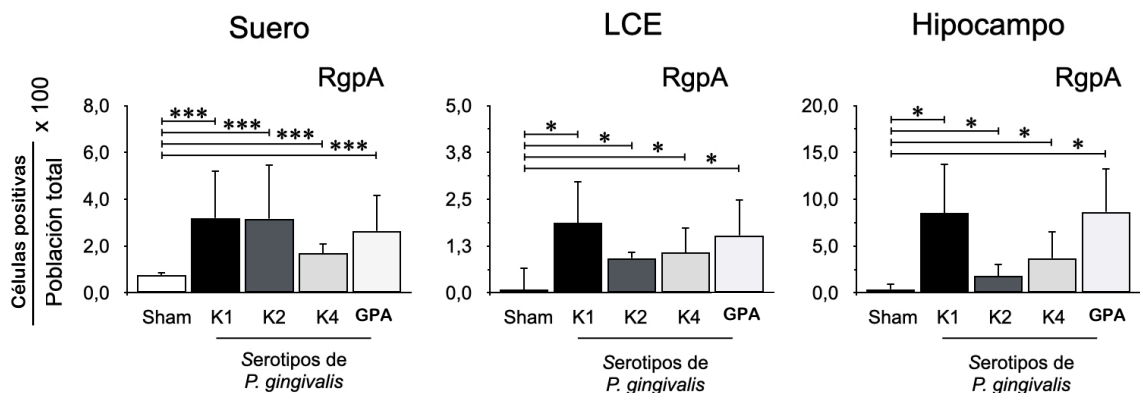 Suero
LCE
Hipocampo
RgpA
RgpA
RgpA
Células positivas
Población total
x 100
8,0
6,0
4,0
2,0
0,0
***
***
***
***
Sham
K1
K2
K4
GPA
Serotipos de
P. gingivalis
5,0
3,8
2,5
1,3
0,0
*
*
*
*
Sham
K1
K2
K4
GPA
Serotipos de
P. gingivalis
20,0
15,0
10,0
5,0
0,0
*
*
*
*
Sham
K1
K2
K4
GPA
Serotipos de
P. gingivalis